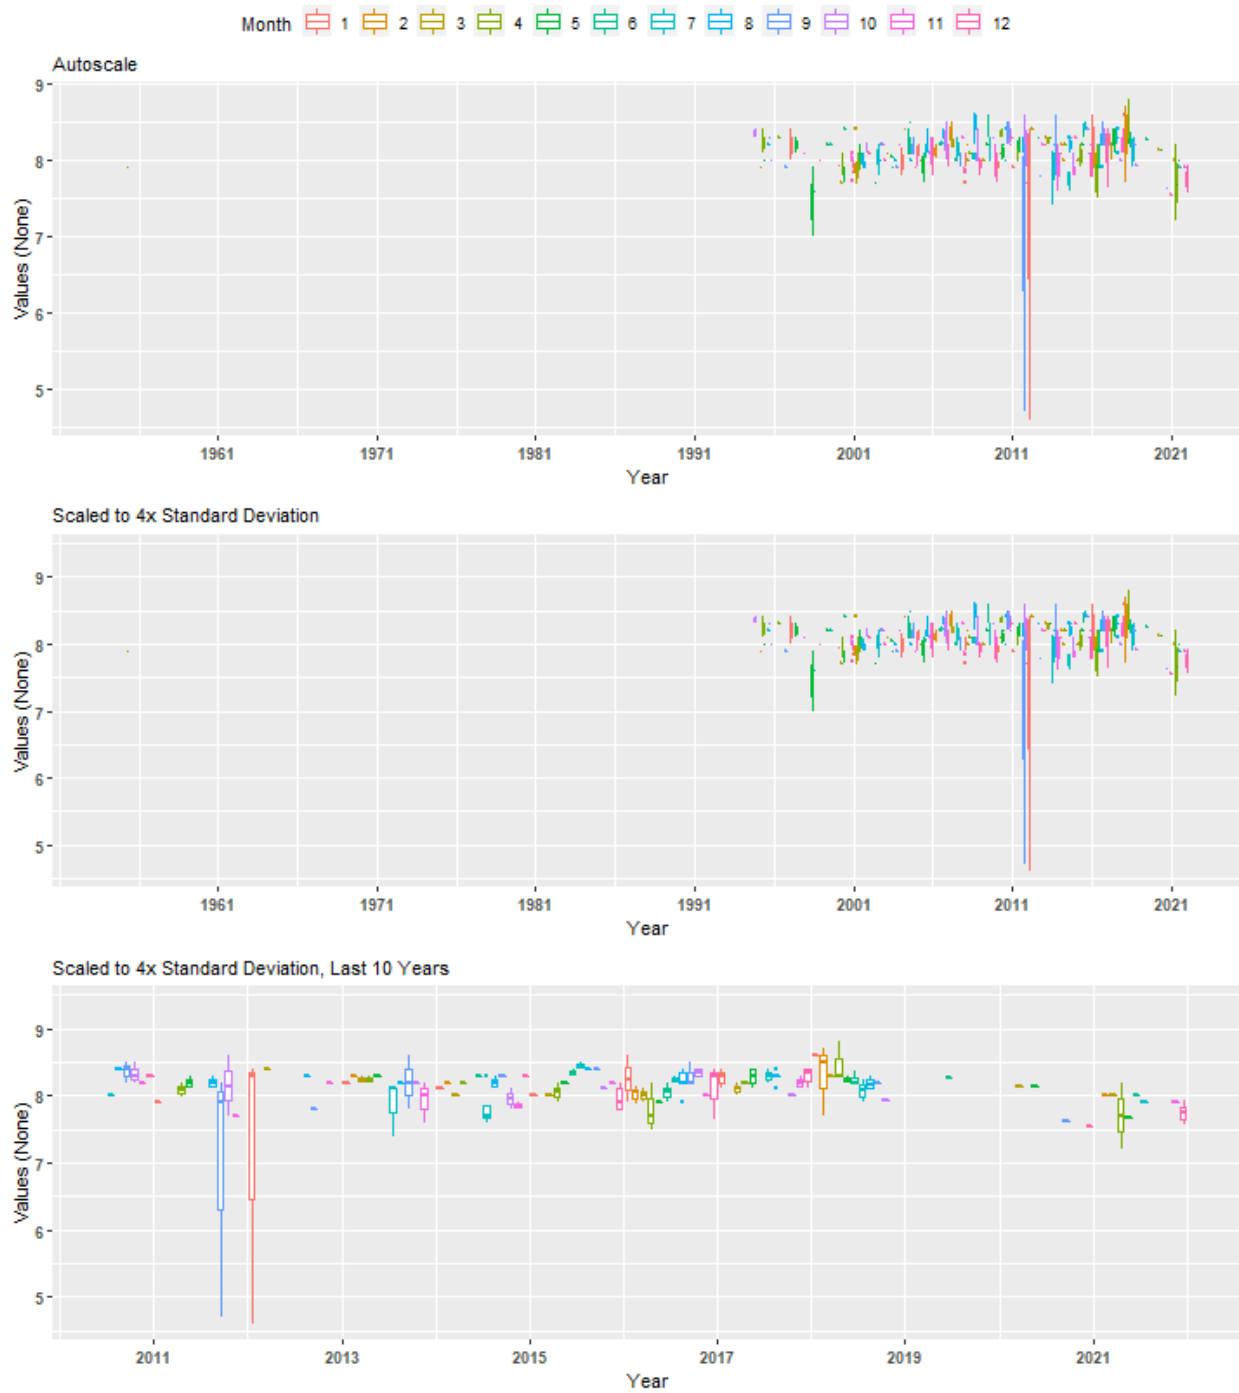 Month 1 2 3 4 5 6 7 8 9 10 11 12
Autoscale
9
8
7
6
5
Values (None)
1961 1971 1981 1991 2001 2011 2021
Year
Scaled to 4x Standard Deviation
9
8
7
6
5
Values (None)
1961 1971 1981 1991 2001 2011 2021
Year
Scaled to 4x Standard Deviation, Last 10 Years
9
8
7
6
5
Values (None)
2011 2013 2015 2017 2019 2021
Year